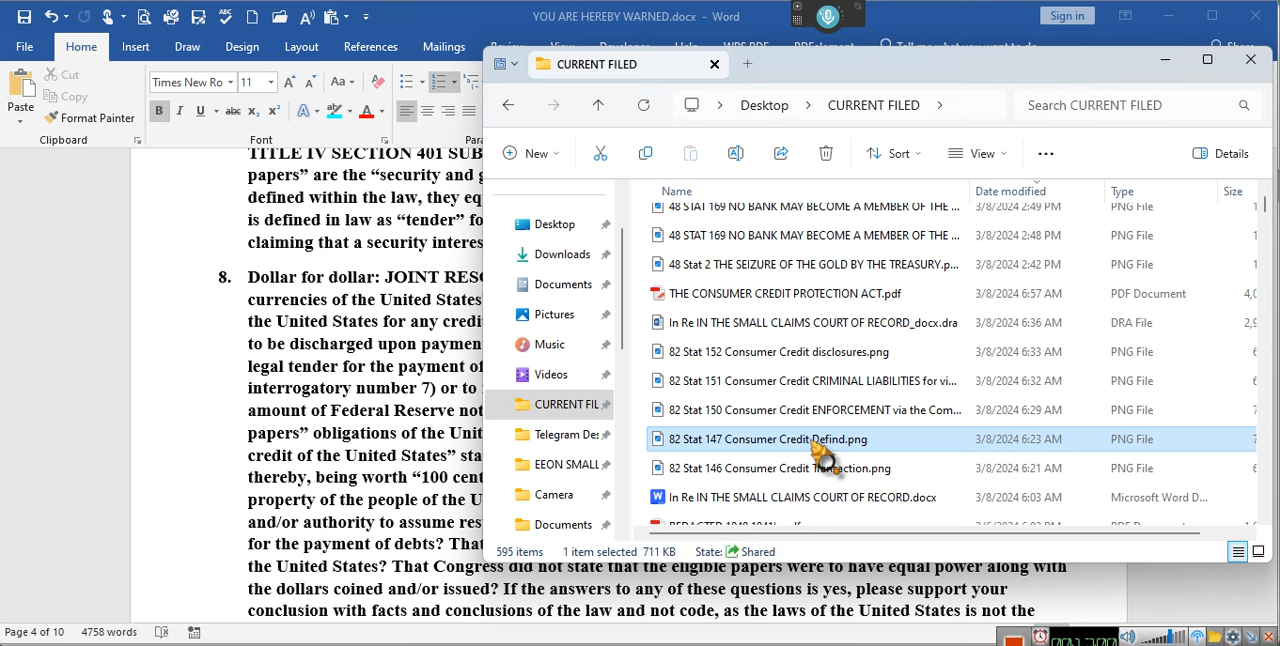 YOU ARE HEREBY WARNED.docx - Word
Sign in
File Home Insert Draw Design Layout References Mailings
Paste
Cut
Copy
Format Painter
Clipboard
Times New Ro 11
Font
CURRENT FILED
Desktop > CURRENT FILED >
Search CURRENT FILED
New
Sort
View
Details
Name Date modified Type Size
48 STAT 169 NO BANK MAY BECOME A MEMBER OF THE ... 3/8/2024 2:49 PM PNG File
48 STAT 169 NO BANK MAY BECOME A MEMBER OF THE ... 3/8/2024 2:48 PM PNG File
48 Stat 2 THE SEIZURE OF THE GOLD BY THE TREASURY.p... 3/8/2024 2:42 PM PNG File
THE CONSUMER CREDIT PROTECTION ACT.pdf 3/8/2024 6:57 AM PDF Document
In Re IN THE SMALL CLAIMS COURT OF RECORD_docx.dra 3/8/2024 6:36 AM DRA File
82 Stat 152 Consumer Credit disclosures.png 3/8/2024 6:33 AM PNG File
82 Stat 151 Consumer Credit CRIMINAL LIABILITIES for vi... 3/8/2024 6:32 AM PNG File
82 Stat 150 Consumer Credit ENFORCEMENT via the Com... 3/8/2024 6:29 AM PNG File
82 Stat 147 Consumer Credit Defind.png 3/8/2024 6:23 AM PNG File
82 Stat 146 Consumer Credit Transaction.png 3/8/2024 6:21 AM PNG File
In Re IN THE SMALL CLAIMS COURT OF RECORD.docx 3/8/2024 6:03 AM Microsoft Word D...
Desktop
Downloads
Documents
Pictures
Music
Videos
CURRENT FIL
Telegram Des
EEON SMALL
Camera
Documents
595 items 1 item selected 711 KB State: Shared
TITLE IV SECTION 401 SUB
papers” are the “security and g
defined within the law, they eq
is defined in law as “tender” fo
claiming that a security interes
8. Dollar for dollar: JOINT RESO
currencies of the United States
the United States for any credit
to be discharged upon payment
legal tender for the payment of
interrogatory number 7) or to
amount of Federal Reserve not
papers” obligations of the Unit
credit of the United States” sta
thereby, being worth “100 cent
property of the people of the U
and/or authority to assume res
for the payment of debts? That
the United States? That Congress did not state that the eligible papers were to have equal power along with
the dollars coined and/or issued? If the answers to any of these questions is yes, please support your
conclusion with facts and conclusions of the law and not code, as the laws of the United States is not the
Page 4 of 10 4758 words